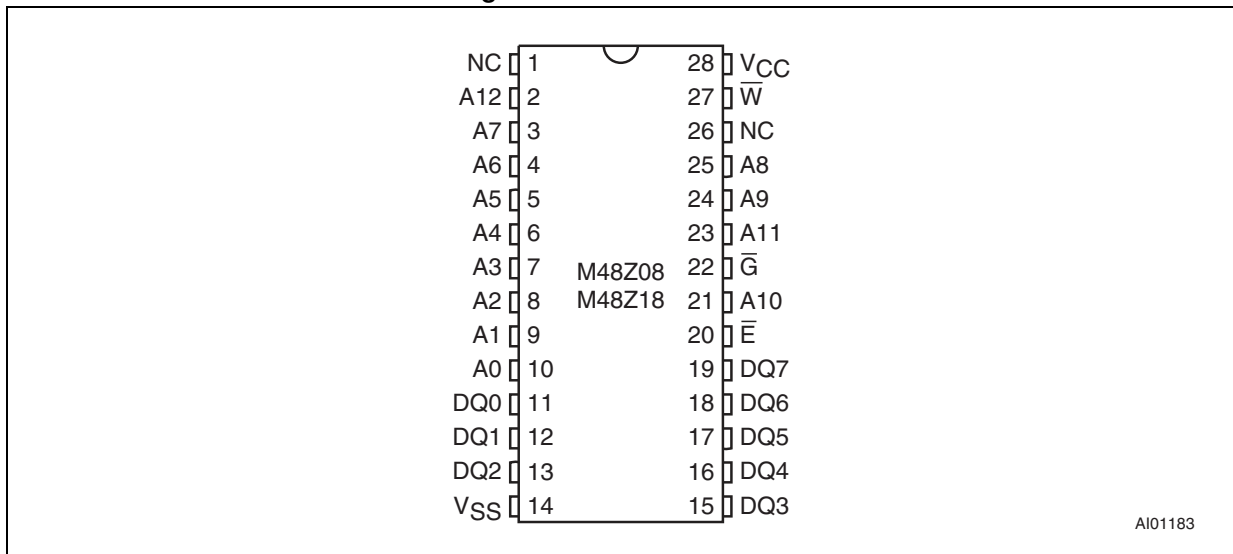 NC 1 28 VCC
A12 2 27 W̅
A7 3 26 NC
A6 4 25 A8
A5 5 24 A9
A4 6 23 A11
A3 7 M48Z08 22 G̅
A2 8 M48Z18 21 A10
A1 9 20 E̅
A0 10 19 DQ7
DQ0 11 18 DQ6
DQ1 12 17 DQ5
DQ2 13 16 DQ4
VSS 14 15 DQ3
AI01183